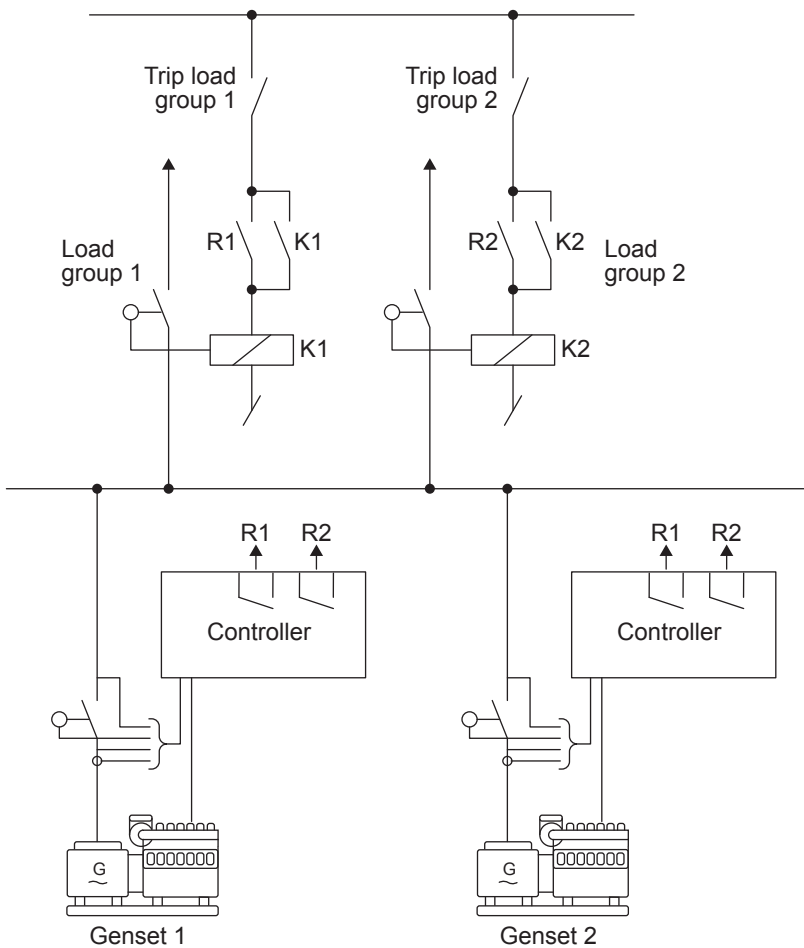 Trip load
group 1
Trip load
group 2
Load
group 1
R1
K1
R2
K2
Load
group 2
K1
K2
R1
R2
R1
R2
Controller
Controller
G
G
Genset 1
Genset 2